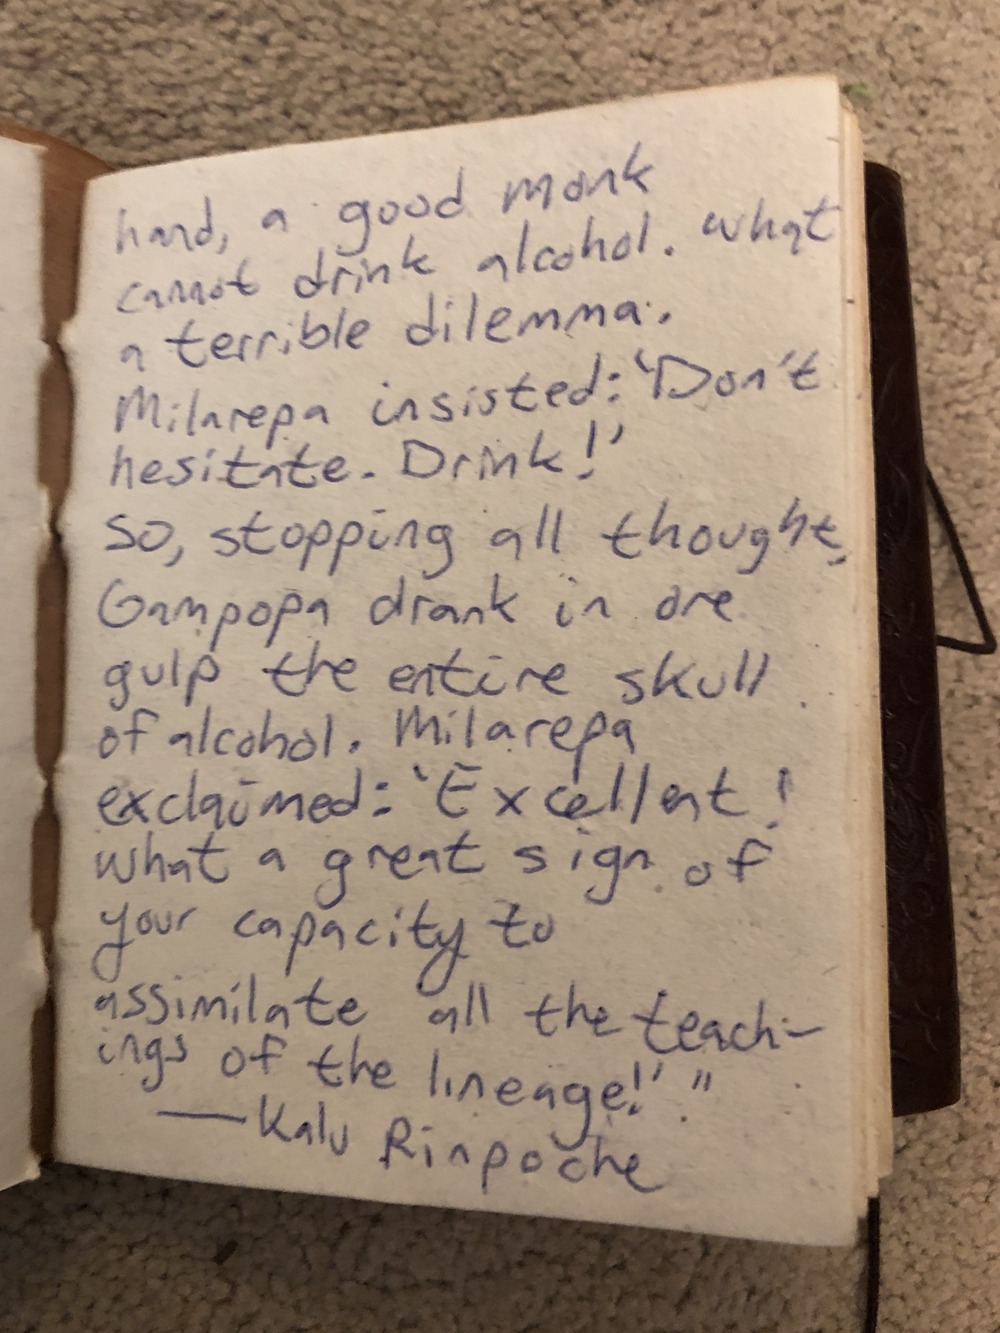 hand, a good monk
cannot drink alcohol. what
a terrible dilemma.
Milarepa insisted: 'Don't
hesitate. Drink!'
So, stopping all thought,
Gampopa drank in one
gulp the entire skull
of alcohol. Milarepa
exclaimed: 'Excellent!
What a great sign of
your capacity to
assimilate all the teach-
ings of the lineage!' "
—Kalu Rinpoche